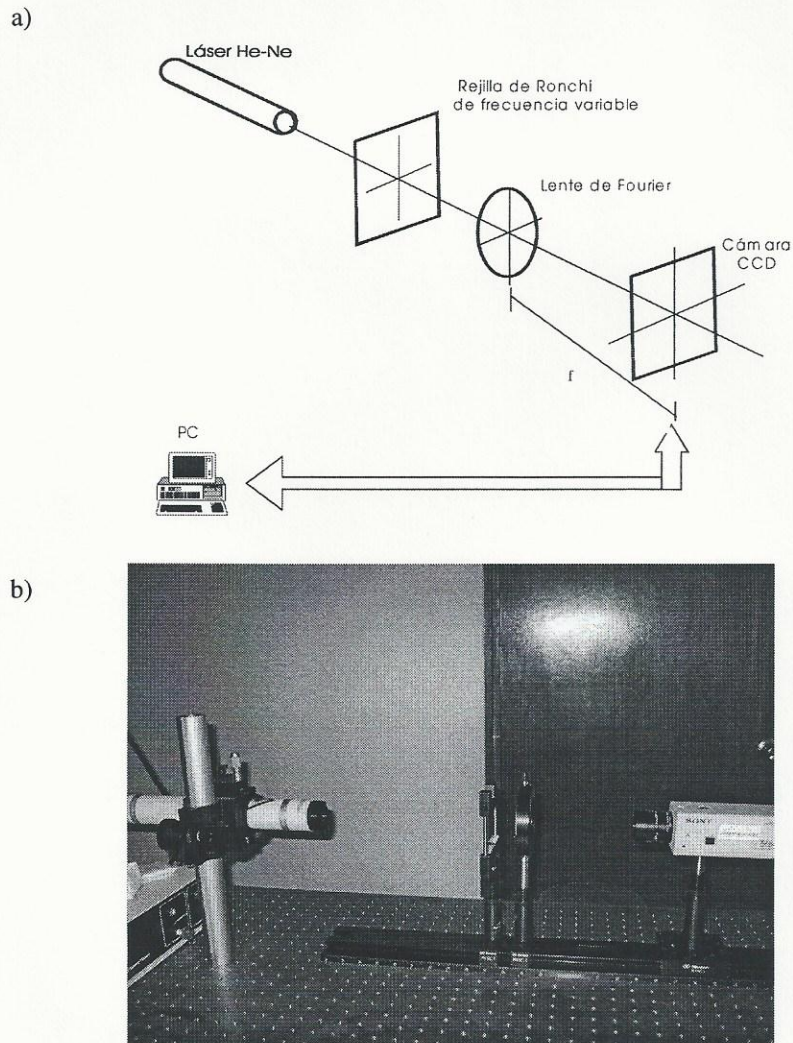 a)
Láser He-Ne
Rejilla de Ronchi
de frecuencia variable
Lente de Fourier
Cámara
CCD
f
PC
b)
SONY